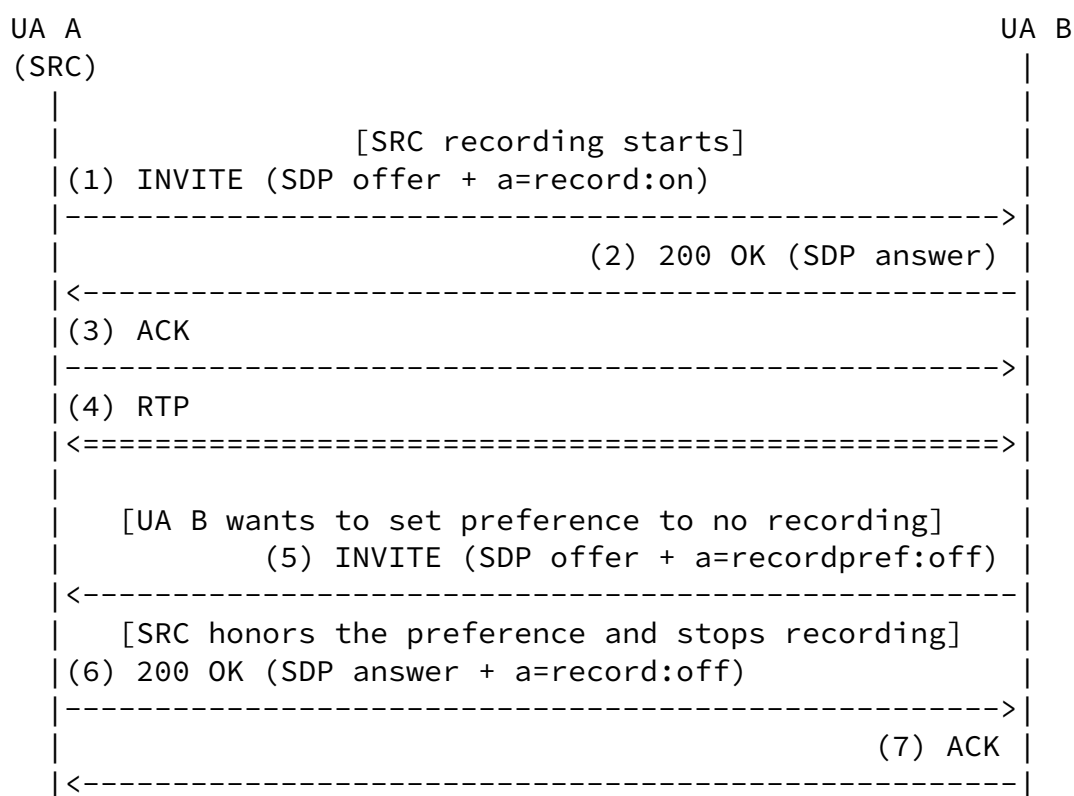 UA A                                                   UA B
(SRC)                                                    |
  |                                                      |
  |                [SRC recording starts]                |
  |(1) INVITE (SDP offer + a=record:on)                  |
  |---------------------------------------------------->|
  |                             (2) 200 OK (SDP answer) |
  |<----------------------------------------------------|
  |(3) ACK                                              |
  |---------------------------------------------------->|
  |(4) RTP                                              |
  |<===================================================>|
  |                                                     |
  |   [UA B wants to set preference to no recording]    |
  |           (5) INVITE (SDP offer + a=recordpref:off) |
  |<----------------------------------------------------|
  |   [SRC honors the preference and stops recording]   |
  |(6) 200 OK (SDP answer + a=record:off)               |
  |---------------------------------------------------->|
  |                                             (7) ACK |
  |<----------------------------------------------------|